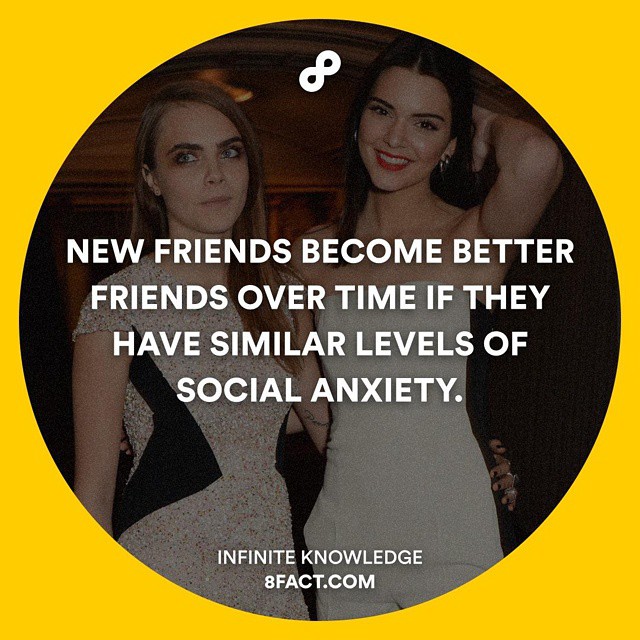 NEW FRIENDS BECOME BETTER
FRIENDS OVER TIME IF THEY
HAVE SIMILAR LEVELS OF
SOCIAL ANXIETY.
INFINITE KNOWLEDGE
8FACT.COM